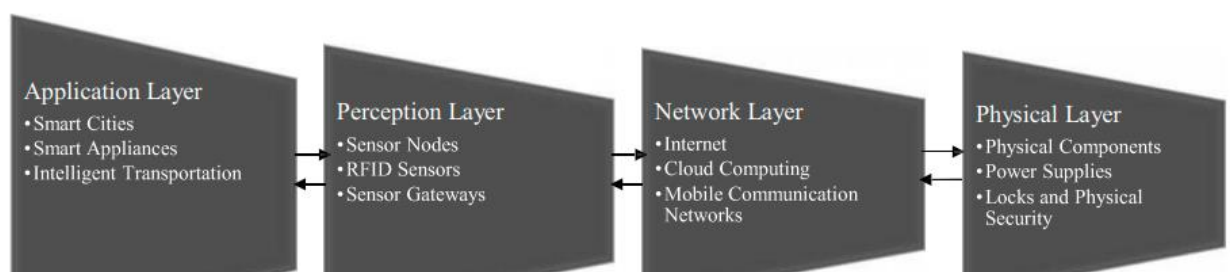 Application Layer
•Smart Cities
•Smart Appliances
•Intelligent Transportation
Perception Layer
•Sensor Nodes
•RFID Sensors
•Sensor Gateways
Network Layer
•Internet
•Cloud Computing
•Mobile Communication
Networks
Physical Layer
•Physical Components
•Power Supplies
•Locks and Physical
Security